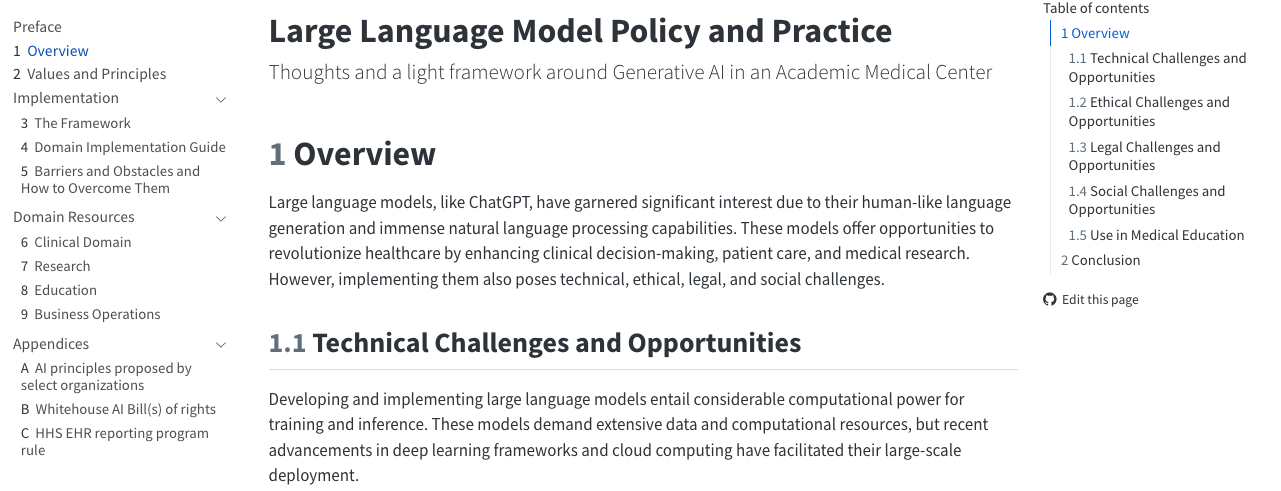 Preface
1 Overview
2 Values and Principles
Implementation
3 The Framework
4 Domain Implementation Guide
5 Barriers and Obstacles and
How to Overcome Them
Domain Resources
6 Clinical Domain
7 Research
8 Education
9 Business Operations
Appendices
A AI principles proposed by
select organizations
B Whitehouse AI Bill(s) of rights
C HHS EHR reporting program
rule
Large Language Model Policy and Practice
Thoughts and a light framework around Generative AI in an Academic Medical Center
1 Overview
Large language models, like ChatGPT, have garnered significant interest due to their human-like language
generation and immense natural language processing capabilities. These models offer opportunities to
revolutionize healthcare by enhancing clinical decision-making, patient care, and medical research.
However, implementing them also poses technical, ethical, legal, and social challenges.
1.1 Technical Challenges and Opportunities
Developing and implementing large language models entail considerable computational power for
training and inference. These models demand extensive data and computational resources, but recent
advancements in deep learning frameworks and cloud computing have facilitated their large-scale
deployment.
Table of contents
1 Overview
1.1 Technical Challenges and
Opportunities
1.2 Ethical Challenges and
Opportunities
1.3 Legal Challenges and
Opportunities
1.4 Social Challenges and
Opportunities
1.5 Use in Medical Education
2 Conclusion
Edit this page